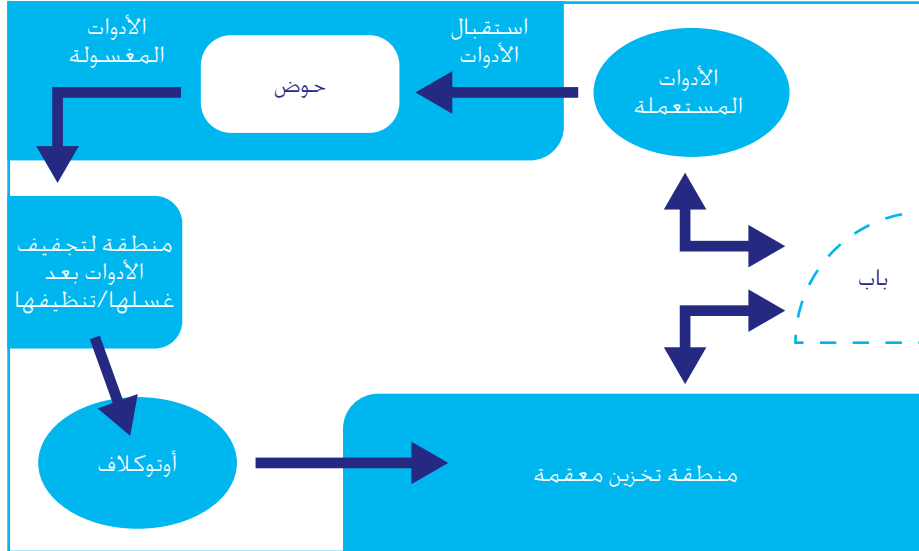 الأدوات
المستعملة
استقبال
الأدوات
حوض
الأدوات
المغسولة
منطقة لتجفيف
الأدوات بعد
غسلها/تنظيفها
أوتوكلاف
منطقة تخزين معقمة
باب